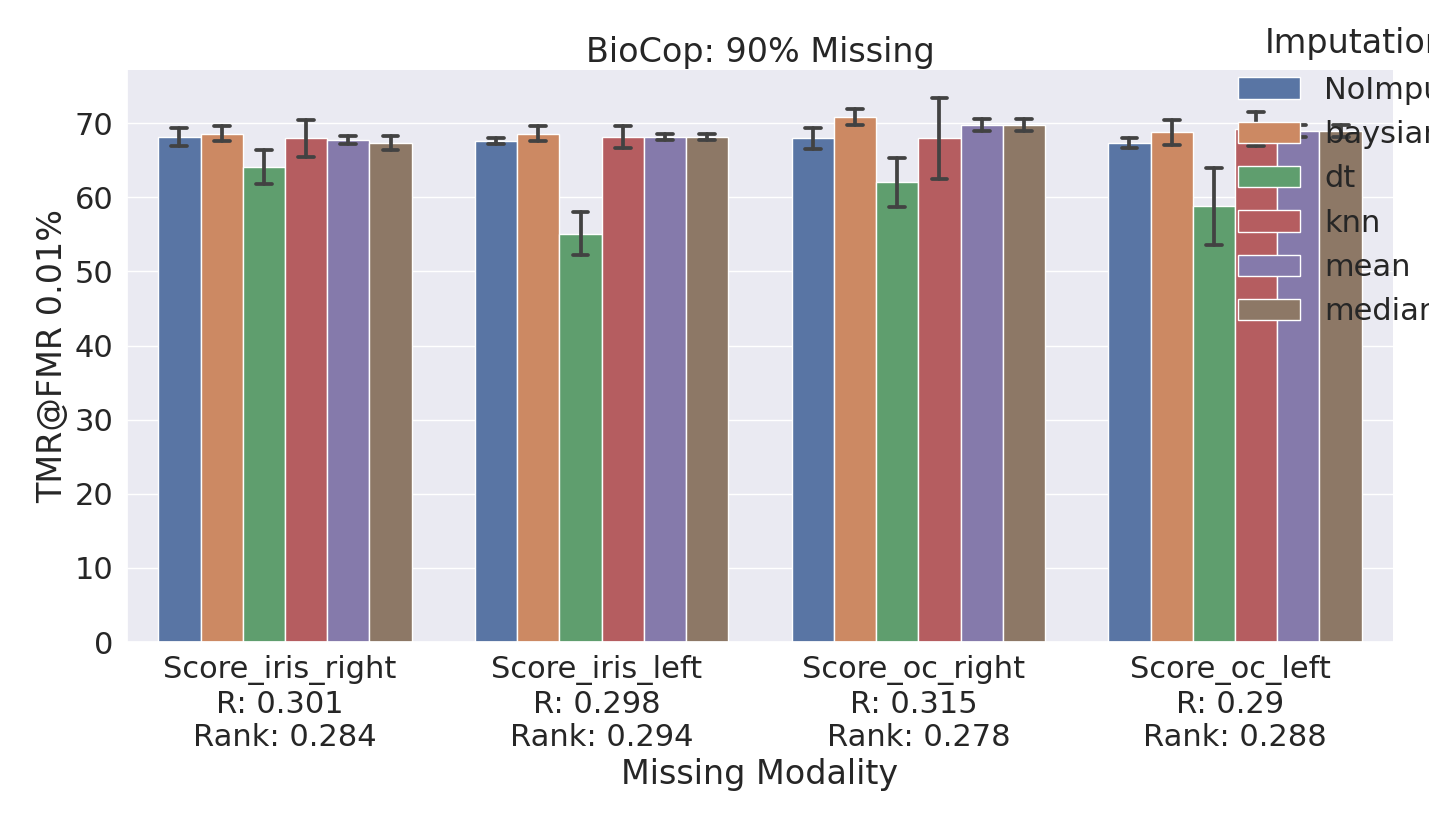 BioCop: 90% Missing
Imputation
NoImpu
baysian
dt
knn
mean
median
TMR@FMR 0.01%
70
60
50
40
30
20
10
0
Score_iris_right
R: 0.301
Rank: 0.284
Score_iris_left
R: 0.298
Rank: 0.294
Score_oc_right
R: 0.315
Rank: 0.278
Score_oc_left
R: 0.29
Rank: 0.288
Missing Modality